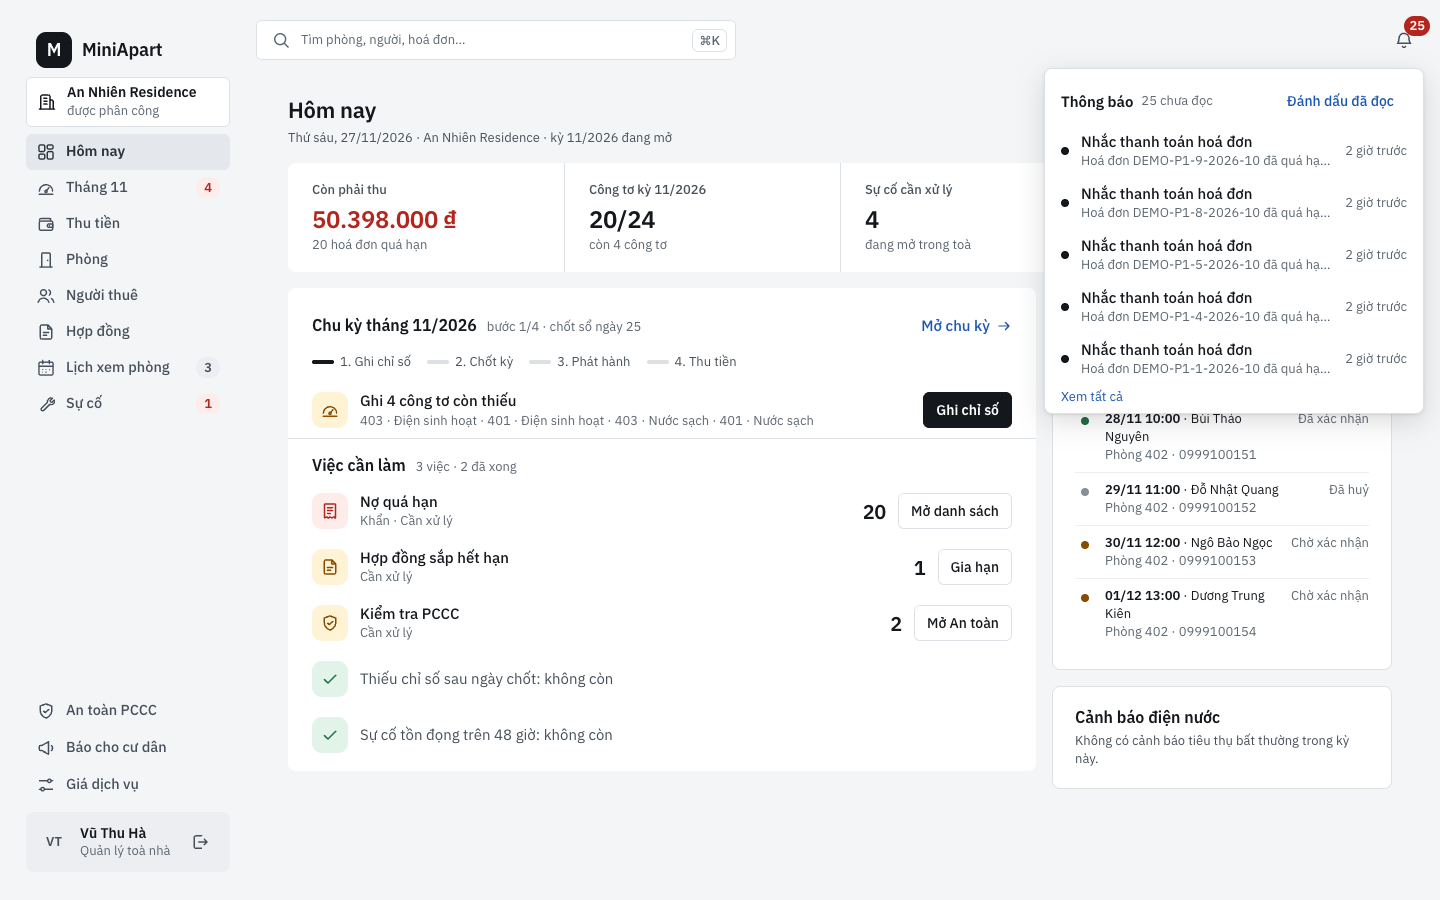 M MiniApart
An Nhiên Residence
được phân công
Hôm nay
Tháng 11 4
Thu tiền
Phòng
Người thuê
Hợp đồng
Lịch xem phòng 3
Sự cố 1
An toàn PCCC
Báo cho cư dân
Giá dịch vụ
VT
Vũ Thu Hà
Quản lý toà nhà
Tìm phòng, người, hoá đơn... ⌘K
25
Hôm nay
Thứ sáu, 27/11/2026 · An Nhiên Residence · kỳ 11/2026 đang mở
Còn phải thu
50.398.000 ₫
20 hoá đơn quá hạn
Công tơ kỳ 11/2026
20/24
còn 4 công tơ
Sự cố cần xử lý
4
đang mở trong toà
Chu kỳ tháng 11/2026 bước 1/4 · chốt sổ ngày 25 Mở chu kỳ →
1. Ghi chỉ số 2. Chốt kỳ 3. Phát hành 4. Thu tiền
Ghi 4 công tơ còn thiếu
403 · Điện sinh hoạt · 401 · Điện sinh hoạt · 403 · Nước sạch · 401 · Nước sạch
Ghi chỉ số
Việc cần làm 3 việc · 2 đã xong
Nợ quá hạn
Khẩn · Cần xử lý
20 Mở danh sách
Hợp đồng sắp hết hạn
Cần xử lý
1 Gia hạn
Kiểm tra PCCC
Cần xử lý
2 Mở An toàn
Thiếu chỉ số sau ngày chốt: không còn
Sự cố tồn đọng trên 48 giờ: không còn
Thông báo 25 chưa đọc Đánh dấu đã đọc
Nhắc thanh toán hoá đơn
Hoá đơn DEMO-P1-9-2026-10 đã quá hạ... 2 giờ trước
Nhắc thanh toán hoá đơn
Hoá đơn DEMO-P1-8-2026-10 đã quá hạ... 2 giờ trước
Nhắc thanh toán hoá đơn
Hoá đơn DEMO-P1-5-2026-10 đã quá hạ... 2 giờ trước
Nhắc thanh toán hoá đơn
Hoá đơn DEMO-P1-4-2026-10 đã quá hạ... 2 giờ trước
Nhắc thanh toán hoá đơn
Hoá đơn DEMO-P1-1-2026-10 đã quá hạ... 2 giờ trước
Xem tất cả
28/11 10:00 · Bùi Thảo Đã xác nhận
Nguyên
Phòng 402 · 0999100151
29/11 11:00 · Đỗ Nhật Quang Đã huỷ
Phòng 402 · 0999100152
30/11 12:00 · Ngô Bảo Ngọc Chờ xác nhận
Phòng 402 · 0999100153
01/12 13:00 · Dương Trung Chờ xác nhận
Kiên
Phòng 402 · 0999100154
Cảnh báo điện nước
Không có cảnh báo tiêu thụ bất thường trong kỳ
này.